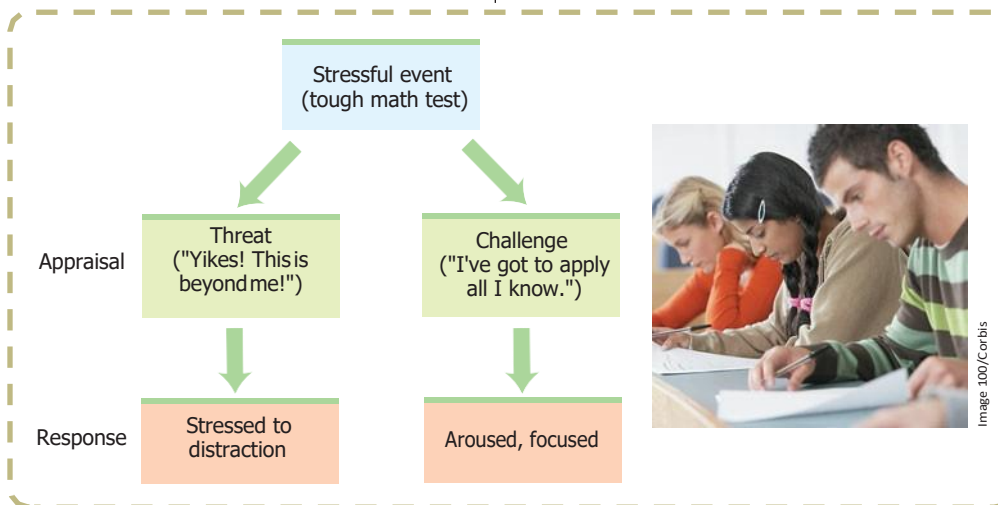 Stressful event
(tough math test)
Appraisal
Threat
("Yikes! This is
beyond me!")
Challenge
("I've got to apply
all I know.")
Response
Stressed to
distraction
Aroused, focused
Image 100/Corbis